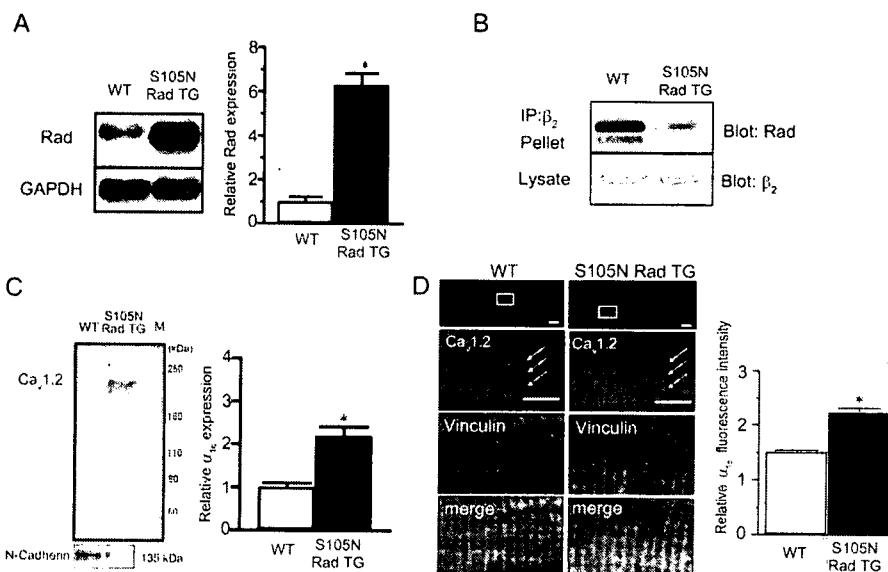 A
WT
S105N
Rad TG
Rad
GAPDH
Relative Rad expression
8
6
4
2
0
*
WT
S105N
Rad TG
B
WT
S105N
Rad TG
IP:β₂
Pellet
Blot: Rad
Lysate
Blot: β₂
C
WT
S105N
Rad TG
M
(kDa)
250
Caᵥ1.2
160
110
80
60
N-Cadherin
135 kDa
Relative α₁c expression
4
3
2
1
0
*
WT
S105N
Rad TG
D
WT
S105N Rad TG
Caᵥ1.2
Caᵥ1.2
Vinculin
Vinculin
merge
merge
Relative α₁c fluorescence intensity
3
2
1
0
*
WT
S105N
Rad TG